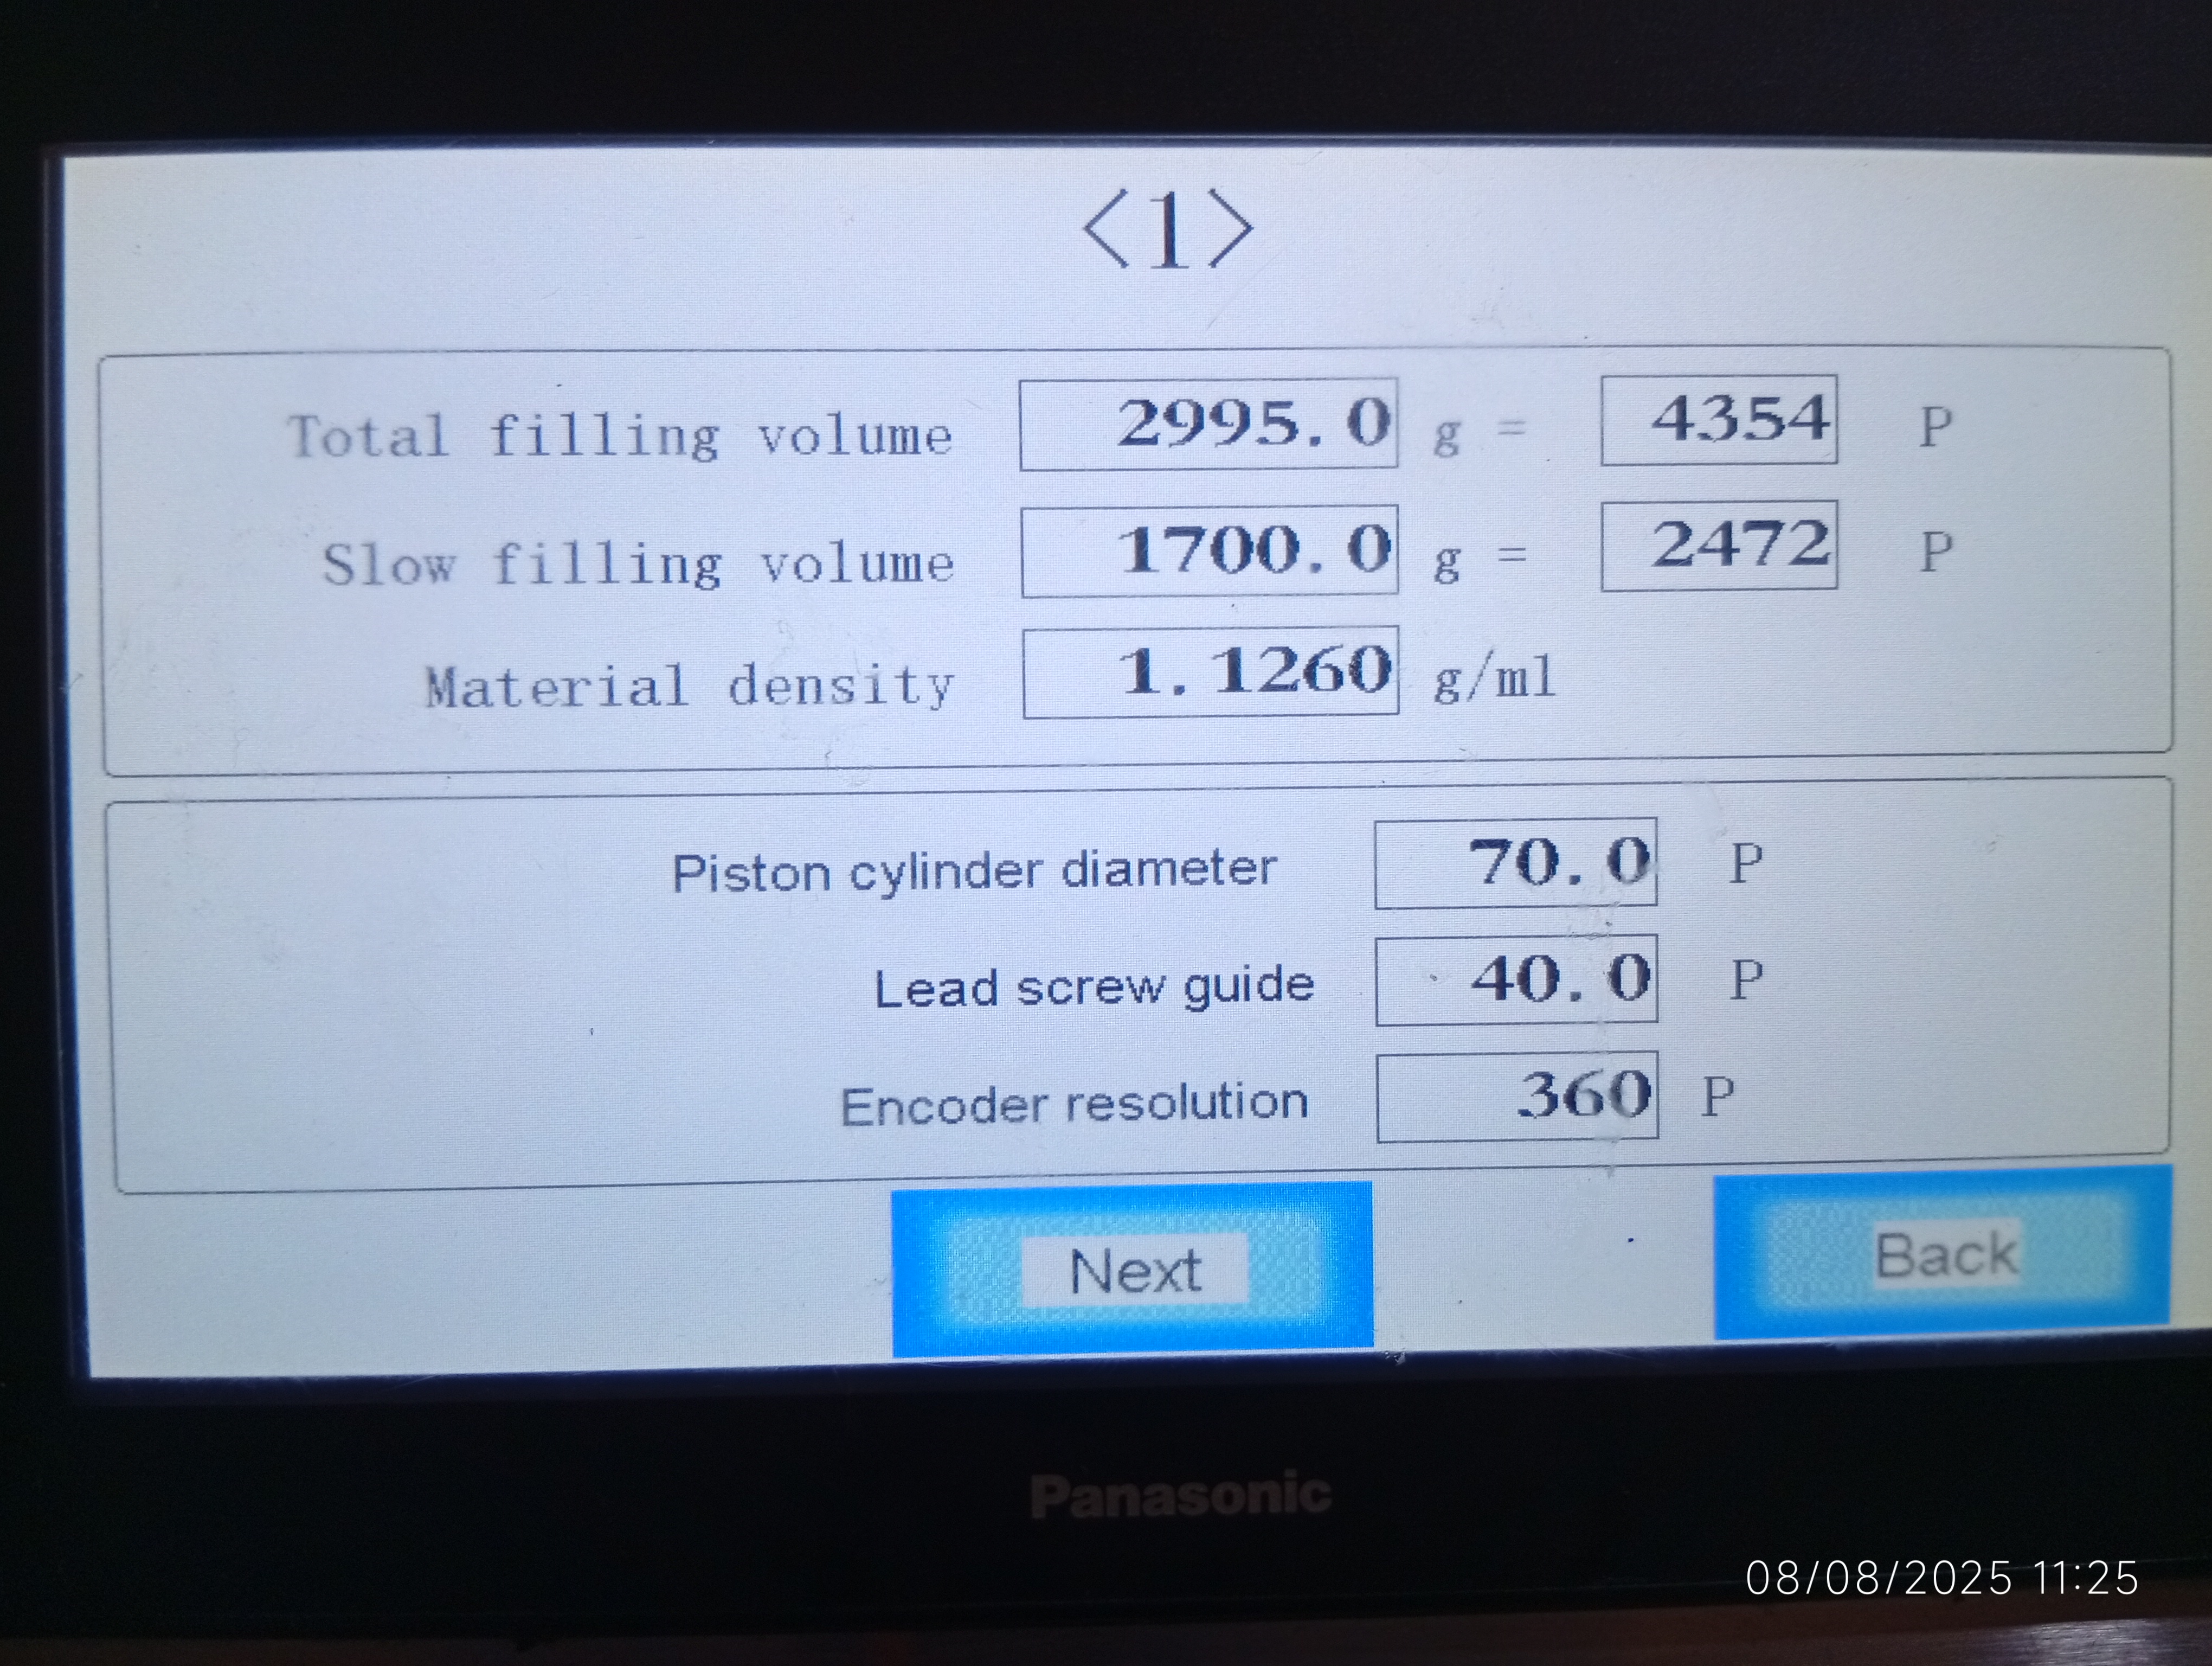 <1>
Total filling volume 2995.0 g = 4354 P
Slow filling volume 1700.0 g = 2472 P
Material density 1.1260 g/ml
Piston cylinder diameter 70.0 P
Lead screw guide 40.0 P
Encoder resolution 360 P
Next Back
Panasonic
08/08/2025 11:25